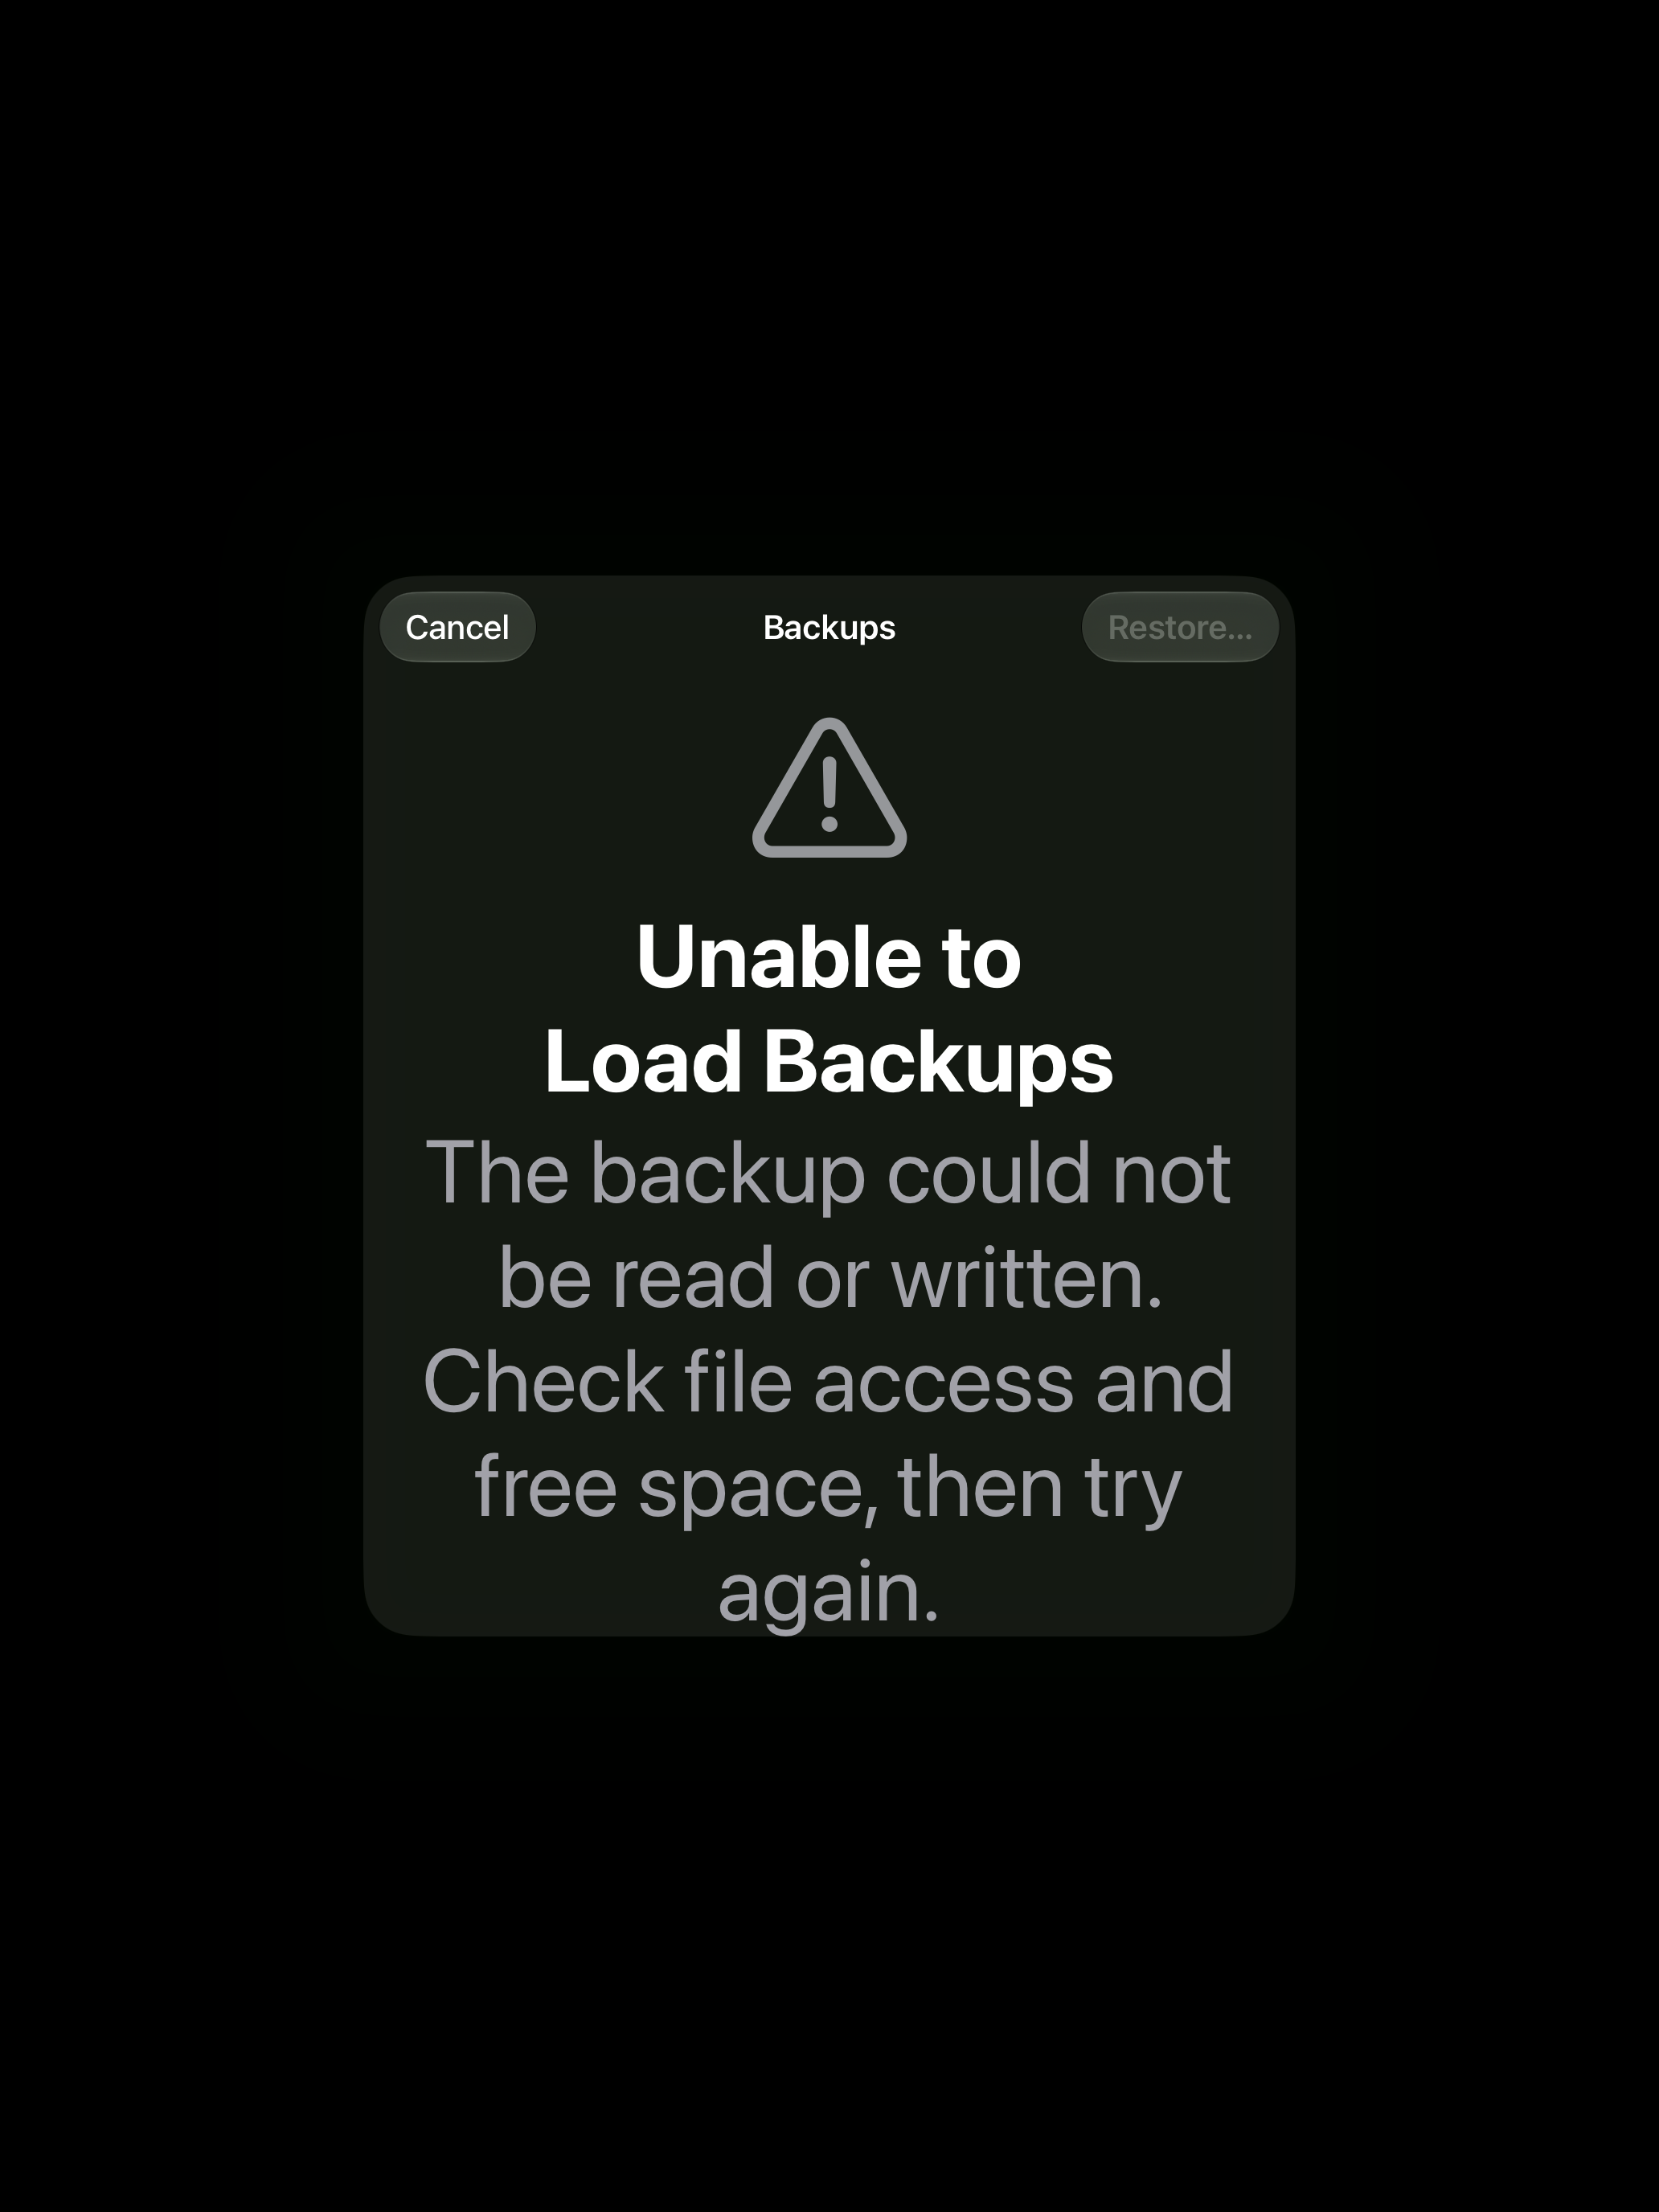 Cancel Backups Restore...
Unable to
Load Backups
The backup could not
be read or written.
Check file access and
free space, then try
again.